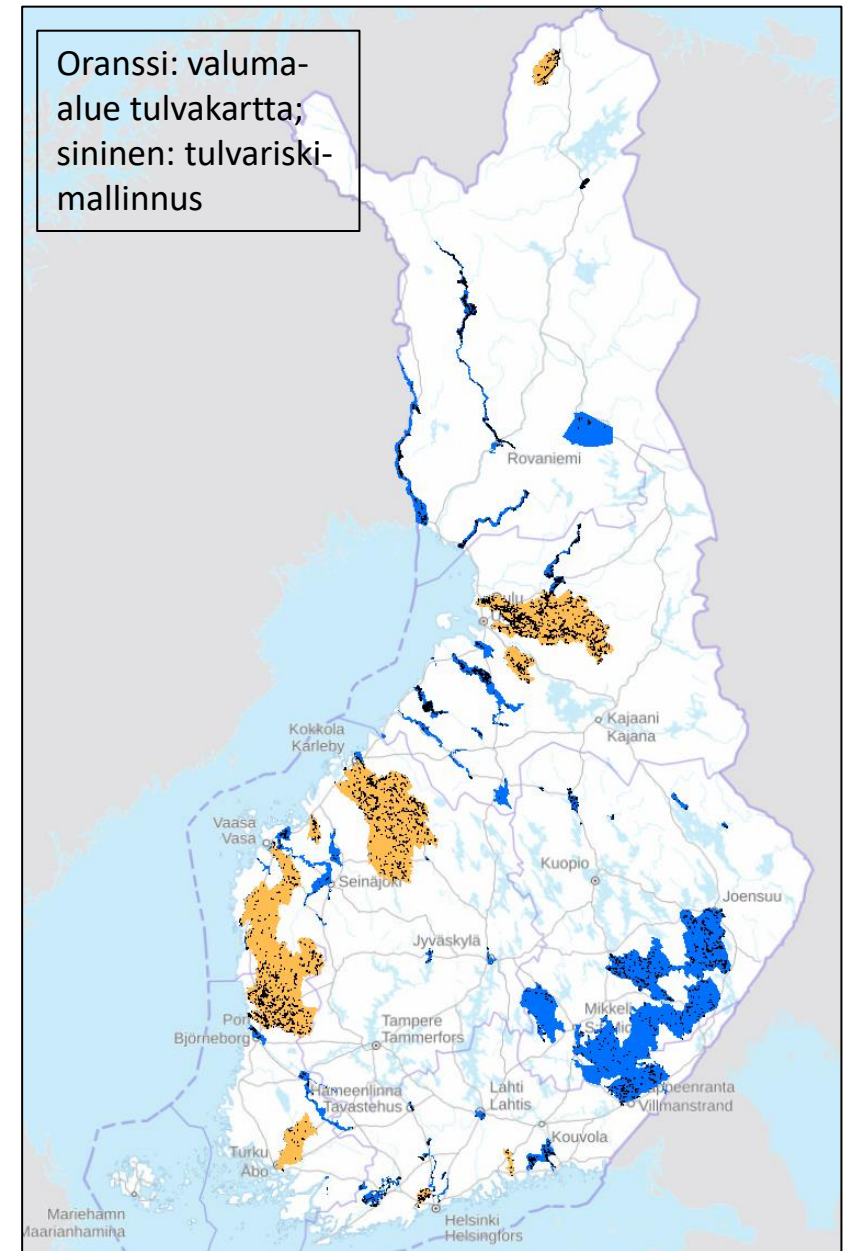 Oranssi: valuma-
alue tulvakartta;
sininen: tulvariski-
mallinnus
Rovaniemi
Kajaani
Kajana
Kokkola
Karleby
Vaasa
Vasa
Kuopio
Seinäjoki
Joensuu
Jyväskylä
Mikkeli
Pori
Björneborg
Tampere
Tammerfors
Hämeenlinna
Tavastehus
Lahti
Lahtis
Villmanstrand
Kouvola
Turku
Åbo
Helsinki
Helsingfors
Mariehamn
Maarianhamina